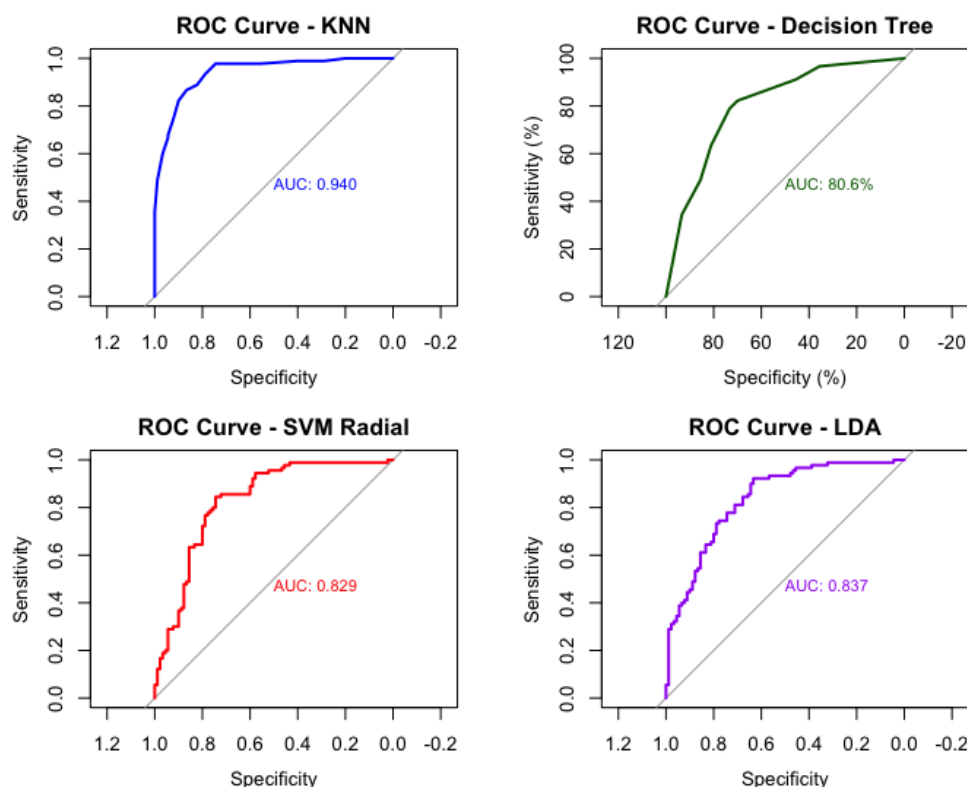 ROC Curve - KNN
Sensitivity
0.0 0.2 0.4 0.6 0.8 1.0
AUC: 0.940
1.2 1.0 0.8 0.6 0.4 0.2 0.0 -0.2
Specificity
ROC Curve - Decision Tree
Sensitivity (%)
0 20 40 60 80 100
AUC: 80.6%
120 80 60 40 20 0 -20
Specificity (%)
ROC Curve - SVM Radial
Sensitivity
0.0 0.2 0.4 0.6 0.8 1.0
AUC: 0.829
1.2 1.0 0.8 0.6 0.4 0.2 0.0 -0.2
Specificity
ROC Curve - LDA
Sensitivity
0.0 0.2 0.4 0.6 0.8 1.0
AUC: 0.837
1.2 1.0 0.8 0.6 0.4 0.2 0.0 -0.2
Specificity